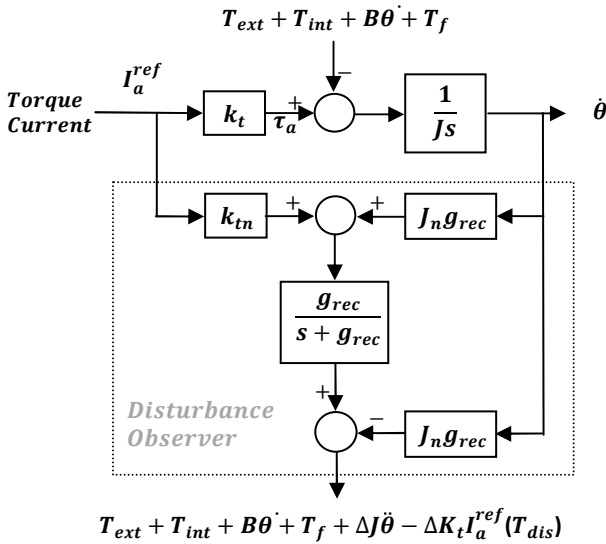 T_ext + T_int + Bθ˙ + T_f
−
I_a^ref
Torque
Current
k_t
+
τ_a
1
Js
θ̇
k_tn
+
+
J_n g_rec
g_rec
s + g_rec
+
Disturbance
Observer
−
J_n g_rec
T_ext + T_int + Bθ˙ + T_f + ΔJθ̈ − ΔK_t I_a^ref (T_dis)